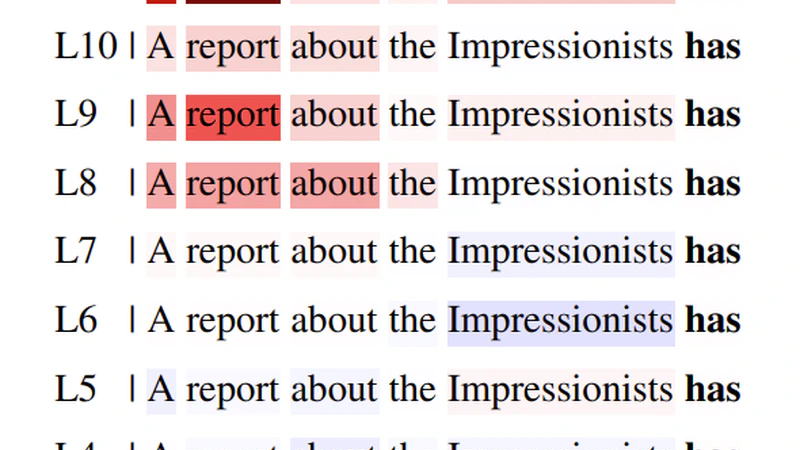 L10 | A report about the Impressionists has
L9 | A report about the Impressionists has
L8 | A report about the Impressionists has
L7 | A report about the Impressionists has
L6 | A report about the Impressionists has
L5 | A report about the Impressionists has